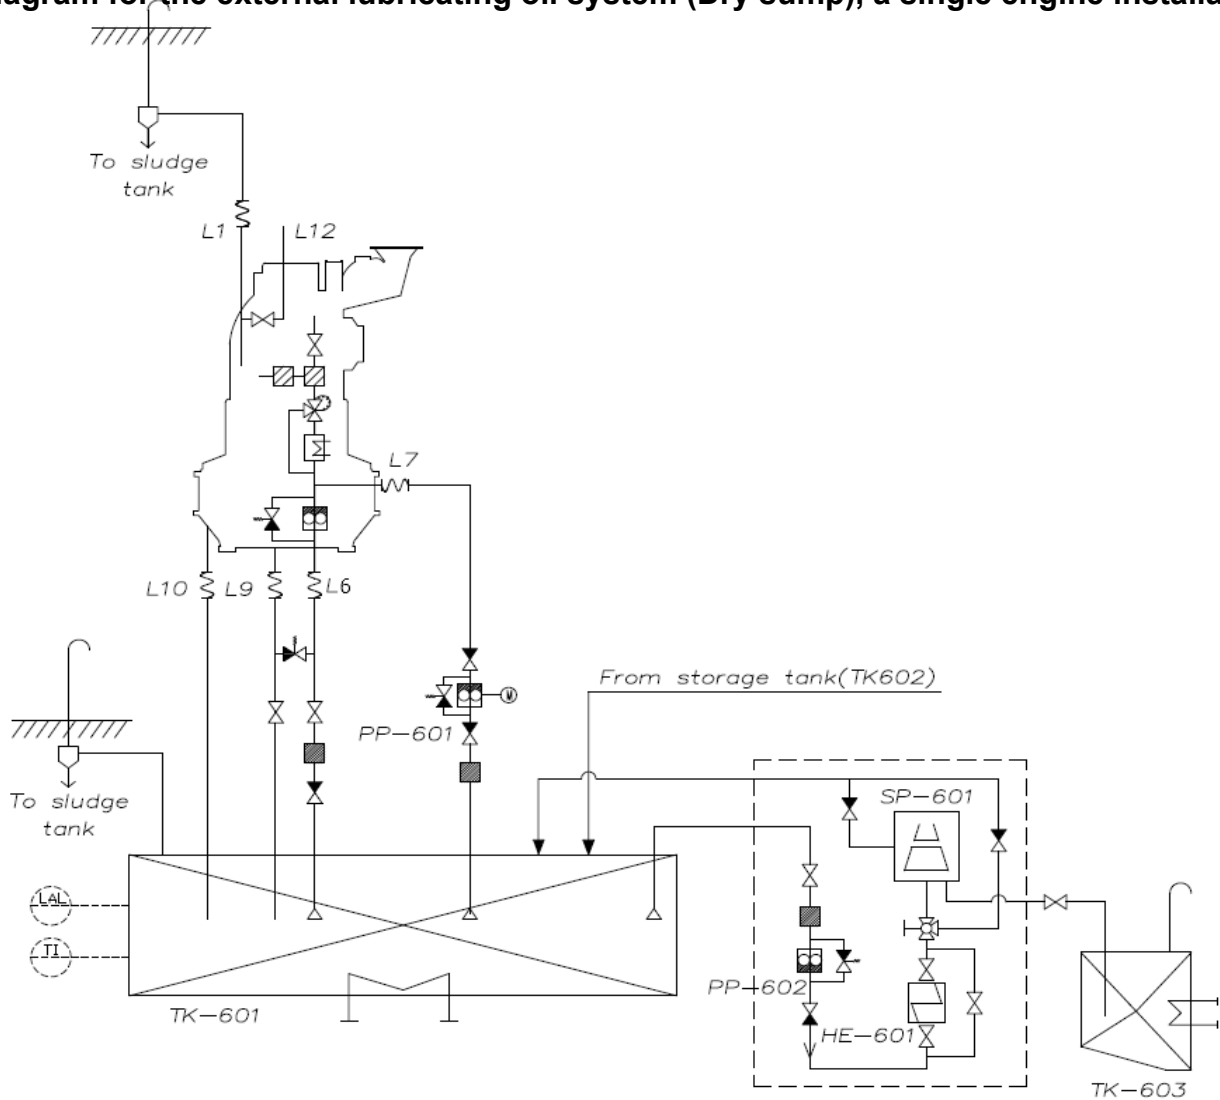 agram for the external lubricating oil system (Dry sump), a single engine installa
To sludge
tank
L1
L12
L7
L10
L9
L6
From storage tank(TK602)
M
PP-601
To sludge
tank
SP-601
LAL
TI
PP-602
HE-601
TK-601
TK-603